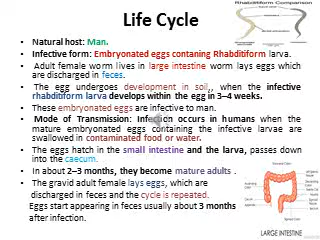 Rhabditiform Comparison
Life Cycle
• Natural host: Man.
• Infective form: Embryonated eggs contaning Rhabditiform larva.
• Adult female worm lives in large intestine worm lays eggs which
are discharged in feces.
• The egg undergoes development in soil,, when the infective
rhabditiform larvat develops within the egg in 3–4 weeks.
• These embryonated eggs are infective to man.
• Mode of Transmission: Infection occurs in humans when the
mature embryonated eggs containing the infective larvae are
swallowed in contaminated food or water.
• The eggs hatch in the small intestine and the larva, passes down
into the caecum.
• In about 2–3 months, they become mature adults .
• The gravid adult female lays eggs, which are
discharged in feces and the cycle is repeated.
Eggs start appearing in feces usually about 3 months
after infection.
LARGE INTESTINE